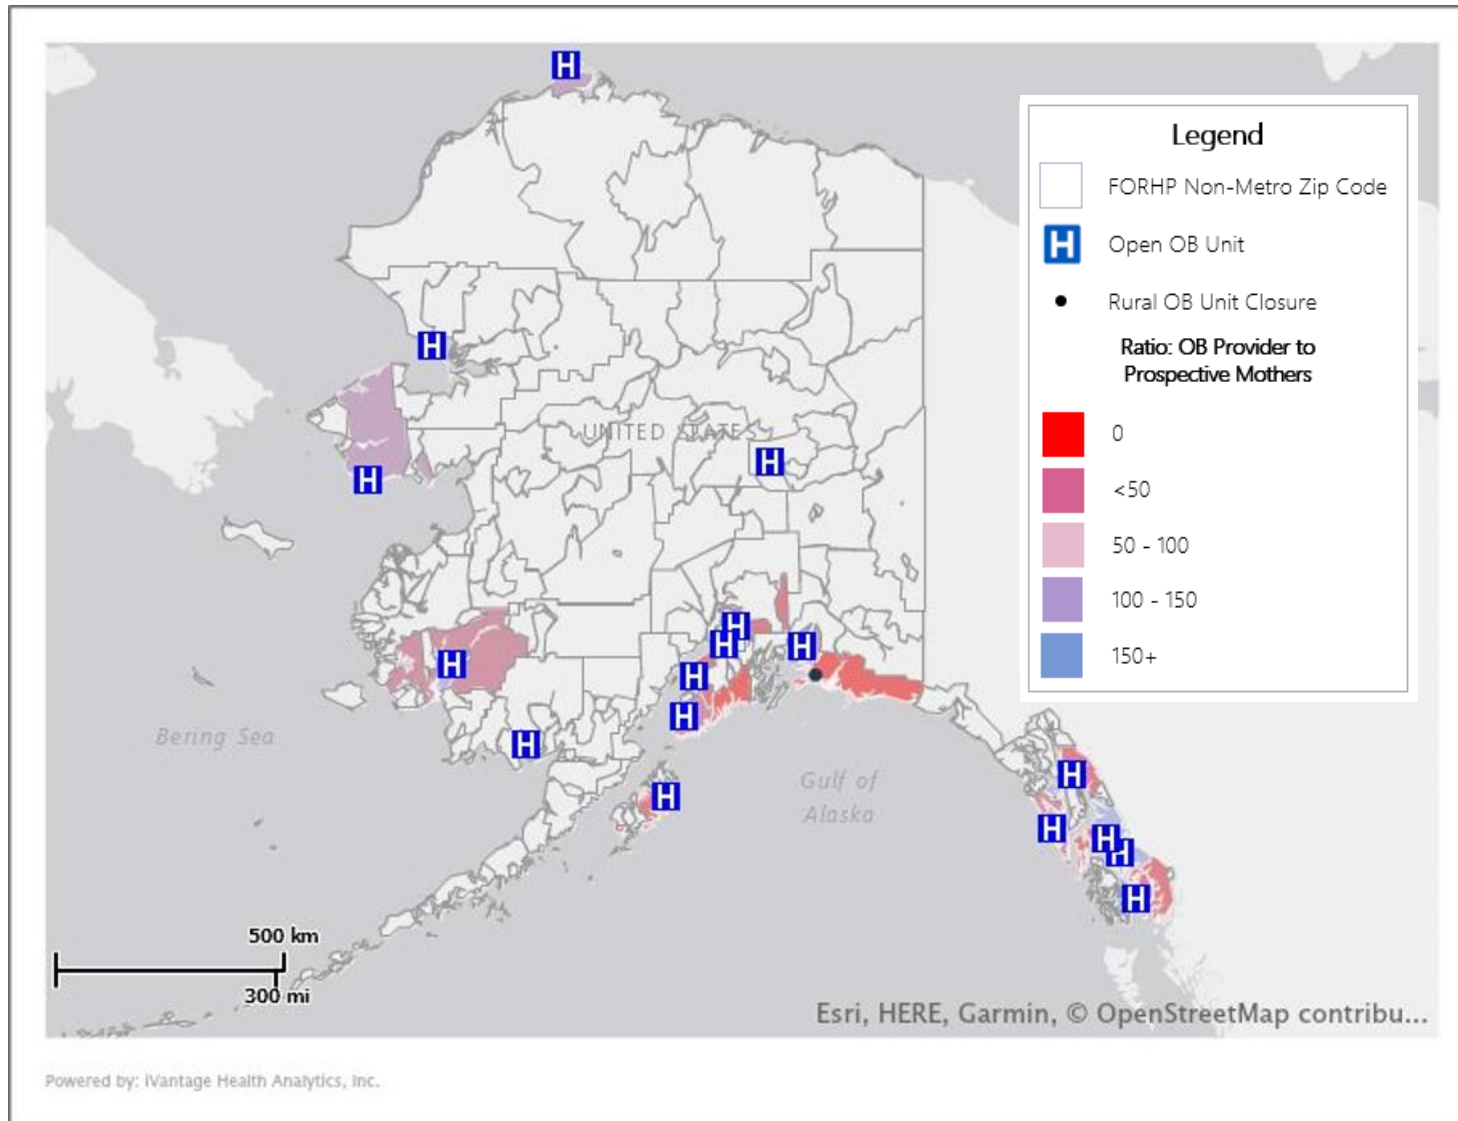 Legend
FORHP Non-Metro Zip Code
H Open OB Unit
Rural OB Unit Closure
Ratio: OB Provider to
Prospective Mothers
0
<50
50 - 100
100 - 150
150+
H
H
UNITED STATES
H
H
H
H
H
H
H
H
H
Bering Sea
H
H
Gulf of
Alaska
H
H
H
H
H
500 km
300 mi
Esri, HERE, Garmin, © OpenStreetMap contribu...
Powered by: iVantage Health Analytics, Inc.